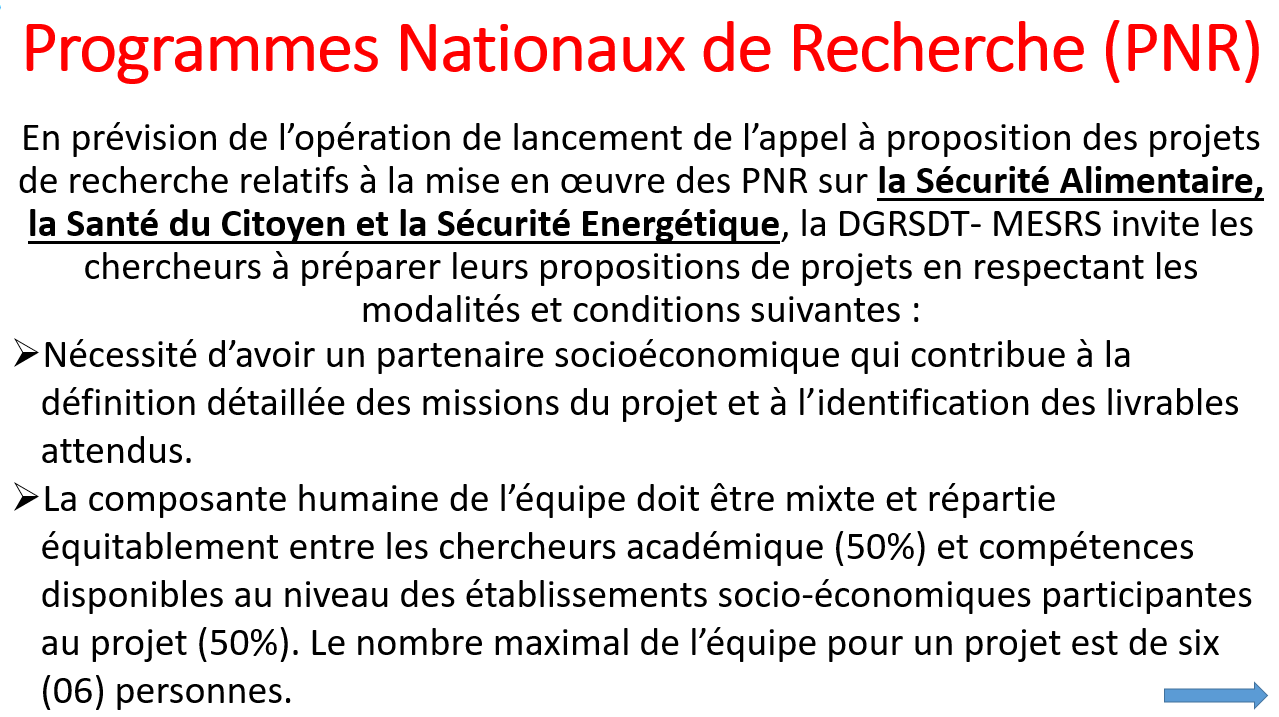 Programmes Nationaux de Recherche (PNR)
En prévision de l’opération de lancement de l’appel à proposition des projets
de recherche relatifs à la mise en œuvre des PNR sur la Sécurité Alimentaire,
la Santé du Citoyen et la Sécurité Energétique, la DGRSDT- MESRS invite les
chercheurs à préparer leurs propositions de projets en respectant les
modalités et conditions suivantes :
➢Nécessité d’avoir un partenaire socioéconomique qui contribue à la
définition détaillée des missions du projet et à l’identification des livrables
attendus.
➢La composante humaine de l’équipe doit être mixte et répartie
équitablement entre les chercheurs académique (50%) et compétences
disponibles au niveau des établissements socio-économiques participantes
au projet (50%). Le nombre maximal de l’équipe pour un projet est de six
(06) personnes.